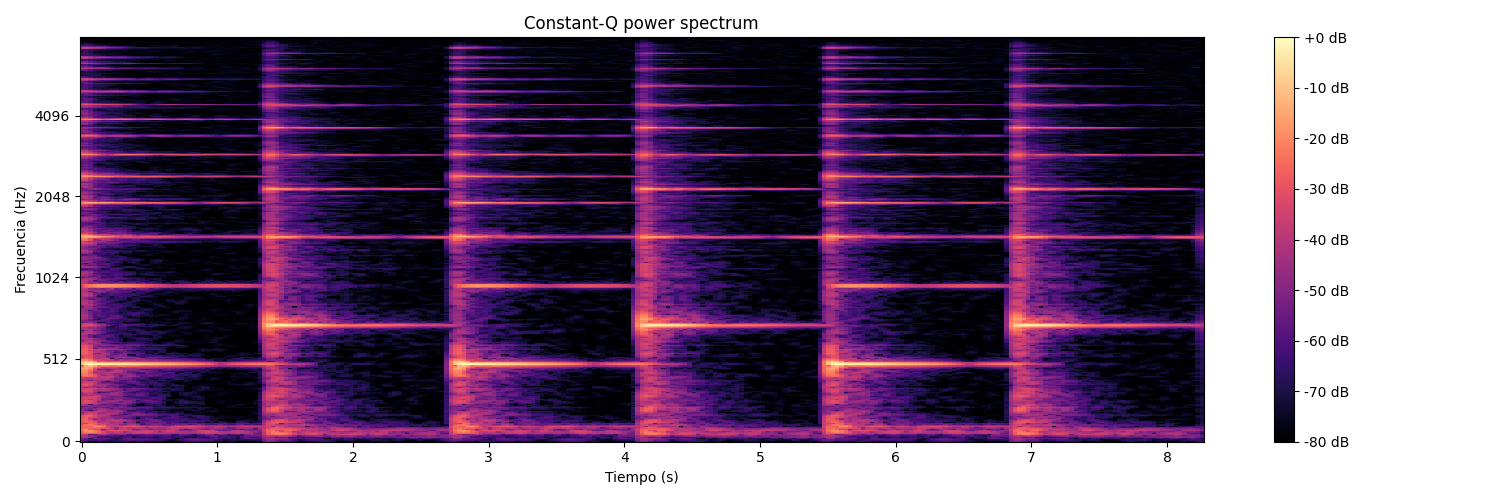 Constant-Q power spectrum
Frecuencia (Hz)
4096
2048
1024
512
0
0 1 2 3 4 5 6 7 8
Tiempo (s)
+0 dB
-10 dB
-20 dB
-30 dB
-40 dB
-50 dB
-60 dB
-70 dB
-80 dB